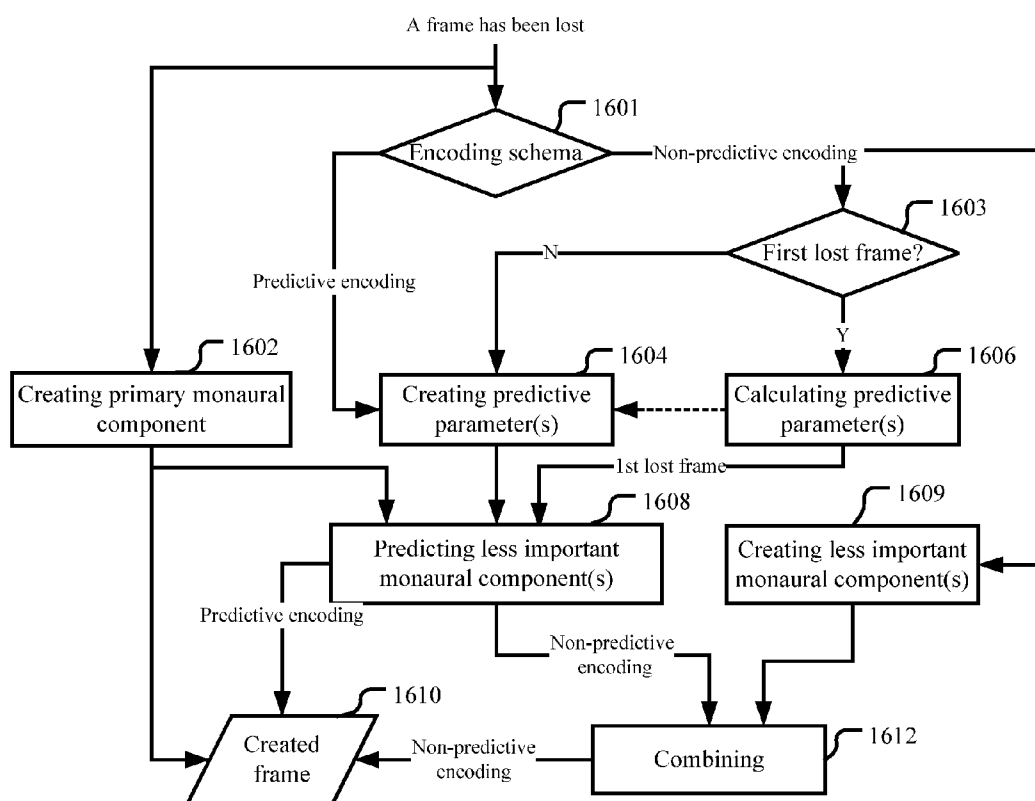 A frame has been lost
1601
Encoding schema
Non-predictive encoding
1603
First lost frame?
N
Predictive encoding
Y
1602
1604
1606
Creating primary monaural
component
Creating predictive
parameter(s)
Calculating predictive
parameter(s)
1st lost frame
1608
1609
Predicting less important
monaural component(s)
Creating less important
monaural component(s)
Predictive encoding
Non-predictive
encoding
1610
Created
frame
Non-predictive
encoding
Combining
1612